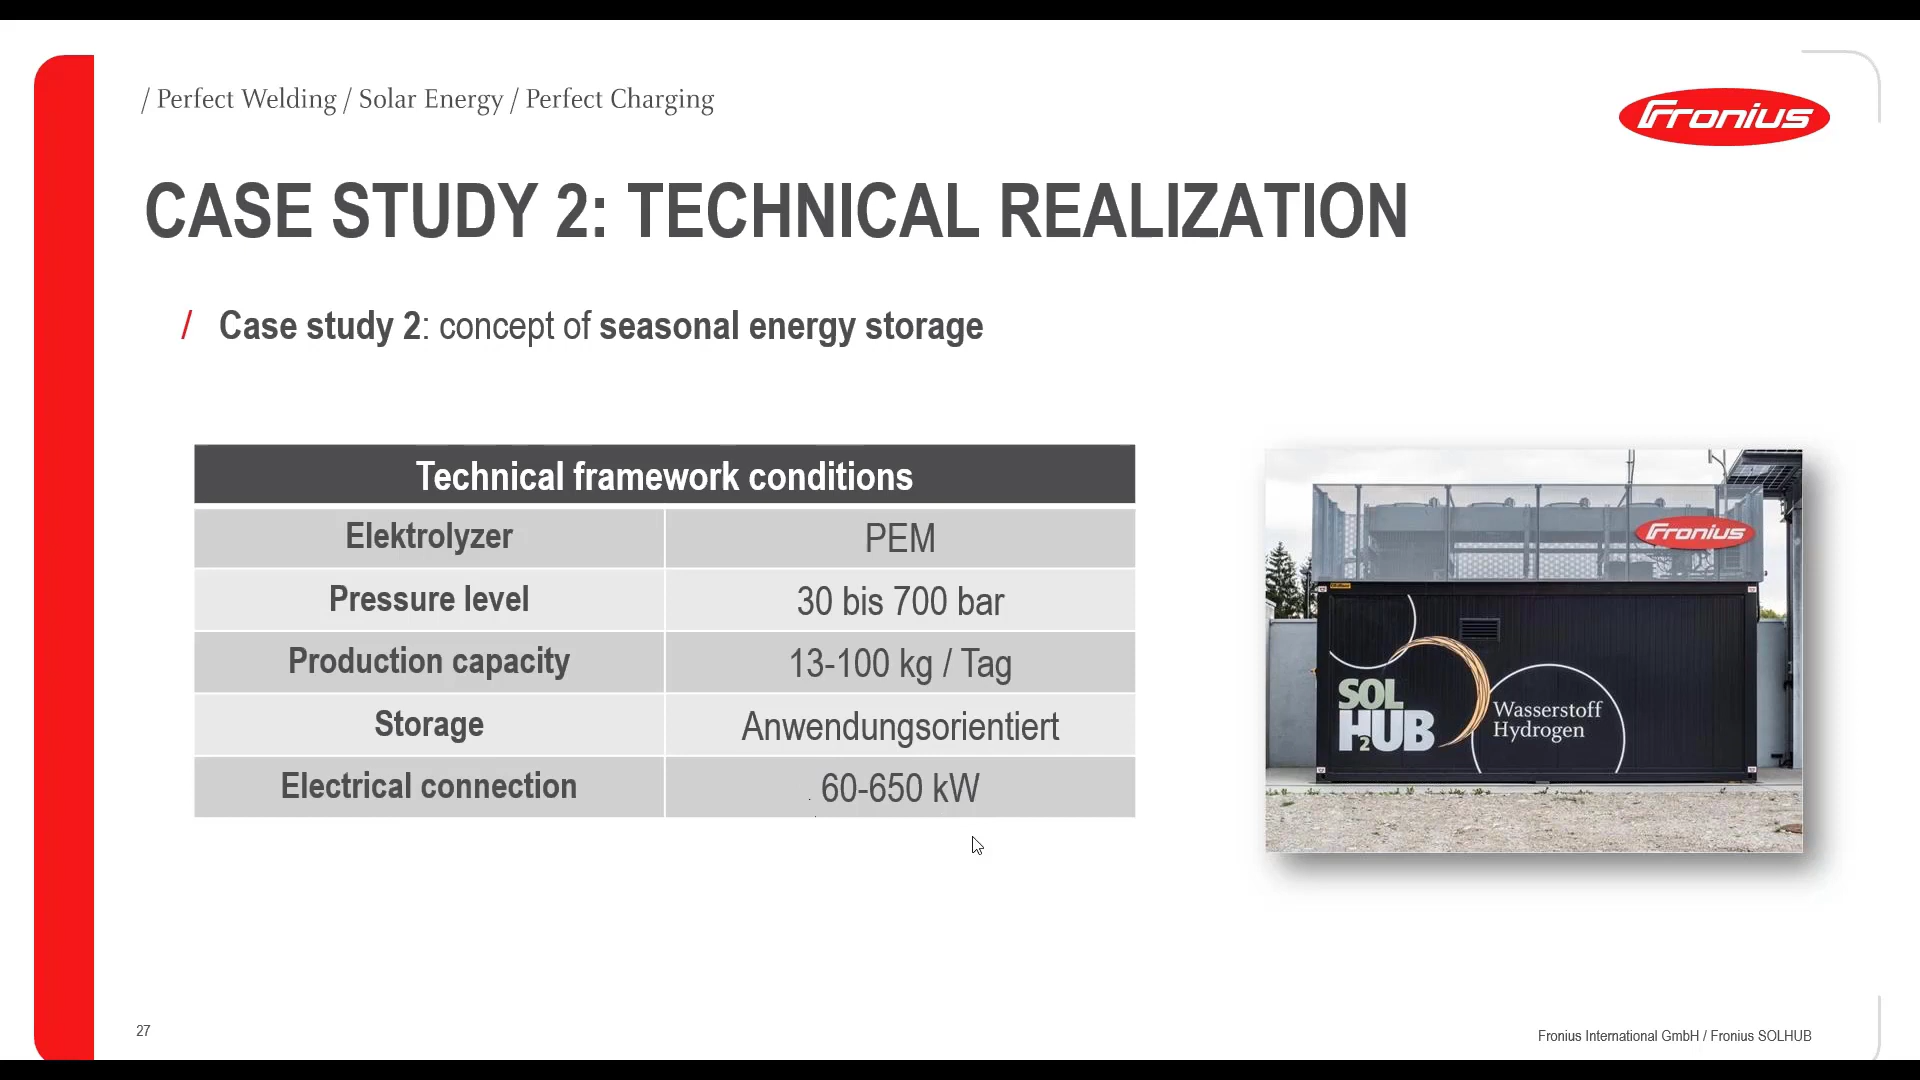 / Perfect Welding / Solar Energy / Perfect Charging
Fronius
CASE STUDY 2: TECHNICAL REALIZATION
/ Case study 2: concept of seasonal energy storage
Technical framework conditions
Elektrolyzer PEM
Pressure level 30 bis 700 bar
Production capacity 13-100 kg / Tag
Storage Anwendungsorientiert
Electrical connection 60-650 kW
Fronius
SOL
H2UB
Wasserstoff
Hydrogen
27
Fronius International GmbH / Fronius SOLHUB